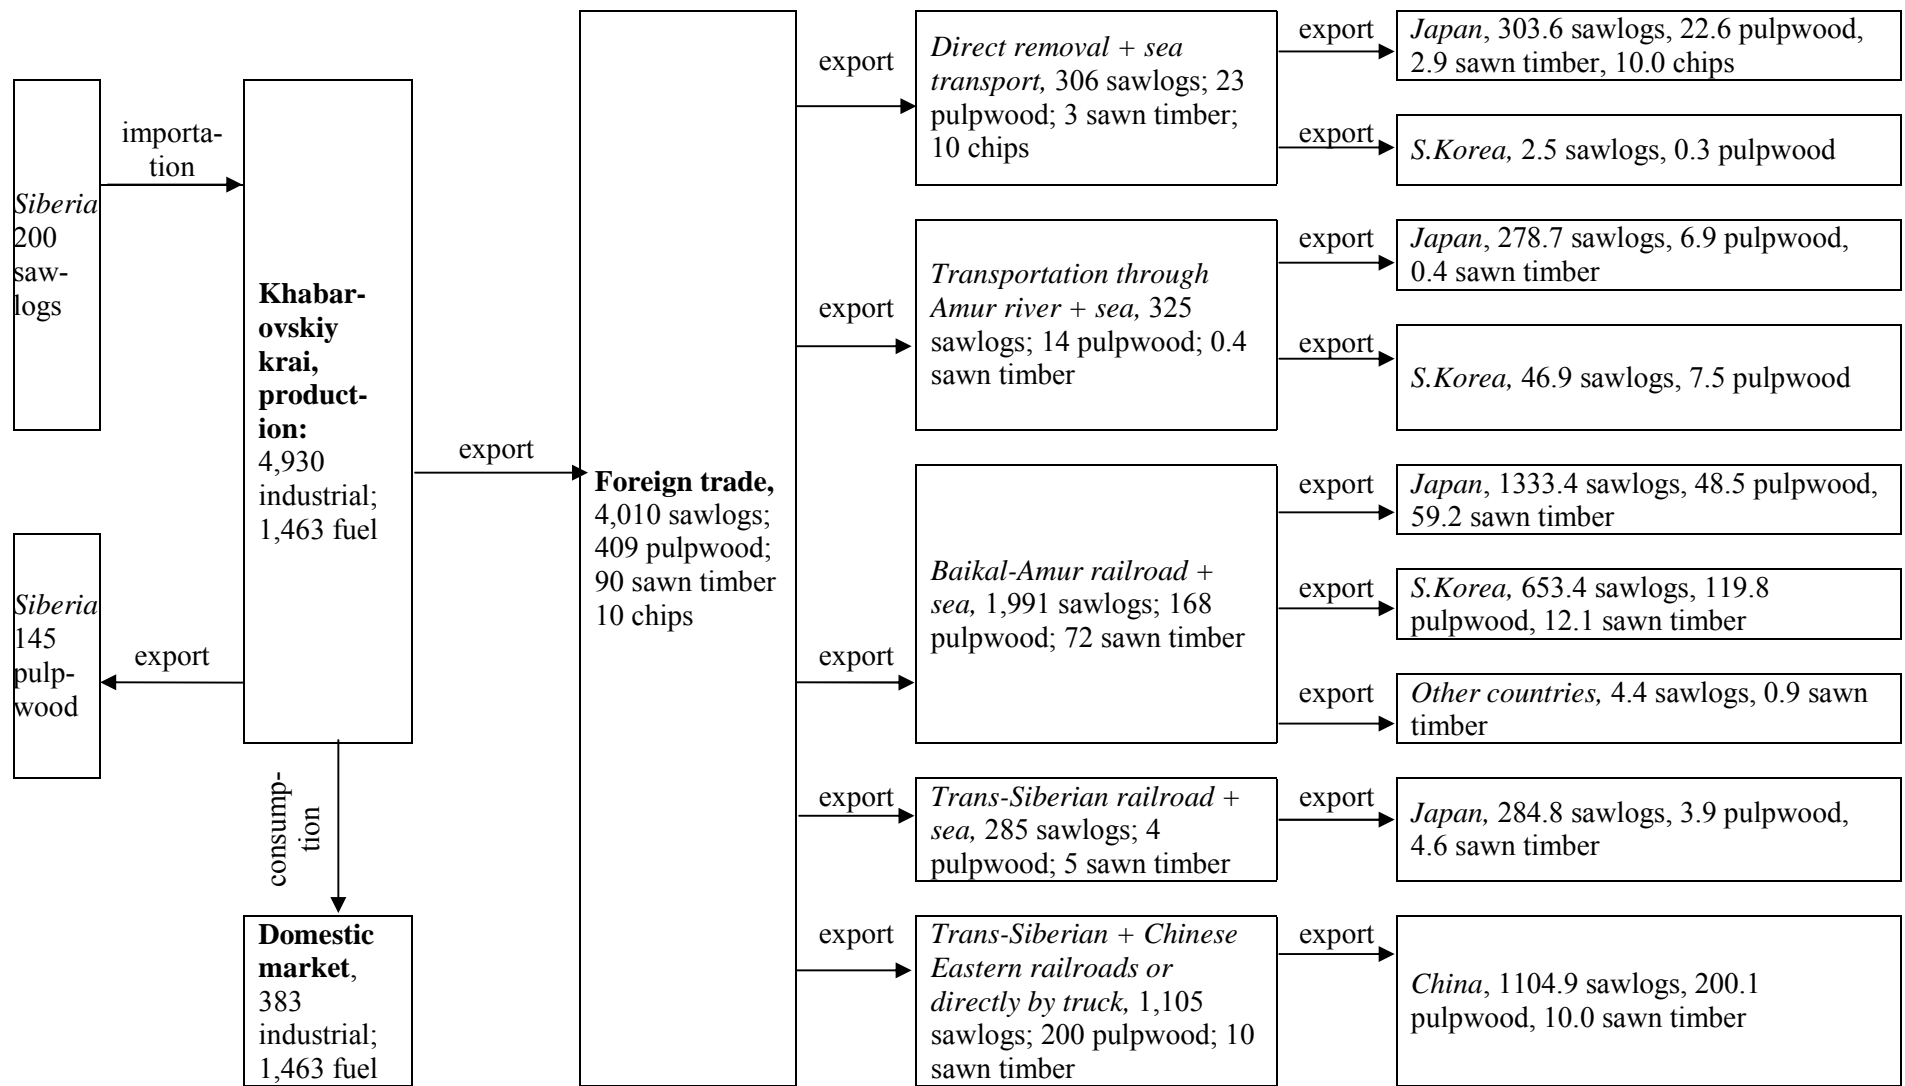 Siberia
200
saw-
logs
importa-
tion
Siberia
145
pulp-
wood
export
Khabar-
ovskiy
krai,
product-
ion:
4,930
industrial;
1,463 fuel
consump-
tion
Domestic
market,
383
industrial;
1,463 fuel
export
Foreign trade,
4,010 sawlogs;
409 pulpwood;
90 sawn timber
10 chips
export
Direct removal + sea
transport, 306 sawlogs; 23
pulpwood; 3 sawn timber;
10 chips
export
Japan, 303.6 sawlogs, 22.6 pulpwood,
2.9 sawn timber, 10.0 chips
export
S.Korea, 2.5 sawlogs, 0.3 pulpwood
export
Transportation through
Amur river + sea, 325
sawlogs; 14 pulpwood; 0.4
sawn timber
export
Japan, 278.7 sawlogs, 6.9 pulpwood,
0.4 sawn timber
export
S.Korea, 46.9 sawlogs, 7.5 pulpwood
export
Baikal-Amur railroad +
sea, 1,991 sawlogs; 168
pulpwood; 72 sawn timber
export
Japan, 1333.4 sawlogs, 48.5 pulpwood,
59.2 sawn timber
export
S.Korea, 653.4 sawlogs, 119.8
pulpwood, 12.1 sawn timber
export
Other countries, 4.4 sawlogs, 0.9 sawn
timber
export
Trans-Siberian railroad +
sea, 285 sawlogs; 4
pulpwood; 5 sawn timber
export
Japan, 284.8 sawlogs, 3.9 pulpwood,
4.6 sawn timber
export
Trans-Siberian + Chinese
Eastern railroads or
directly by truck, 1,105
sawlogs; 200 pulpwood; 10
sawn timber
export
China, 1104.9 sawlogs, 200.1
pulpwood, 10.0 sawn timber